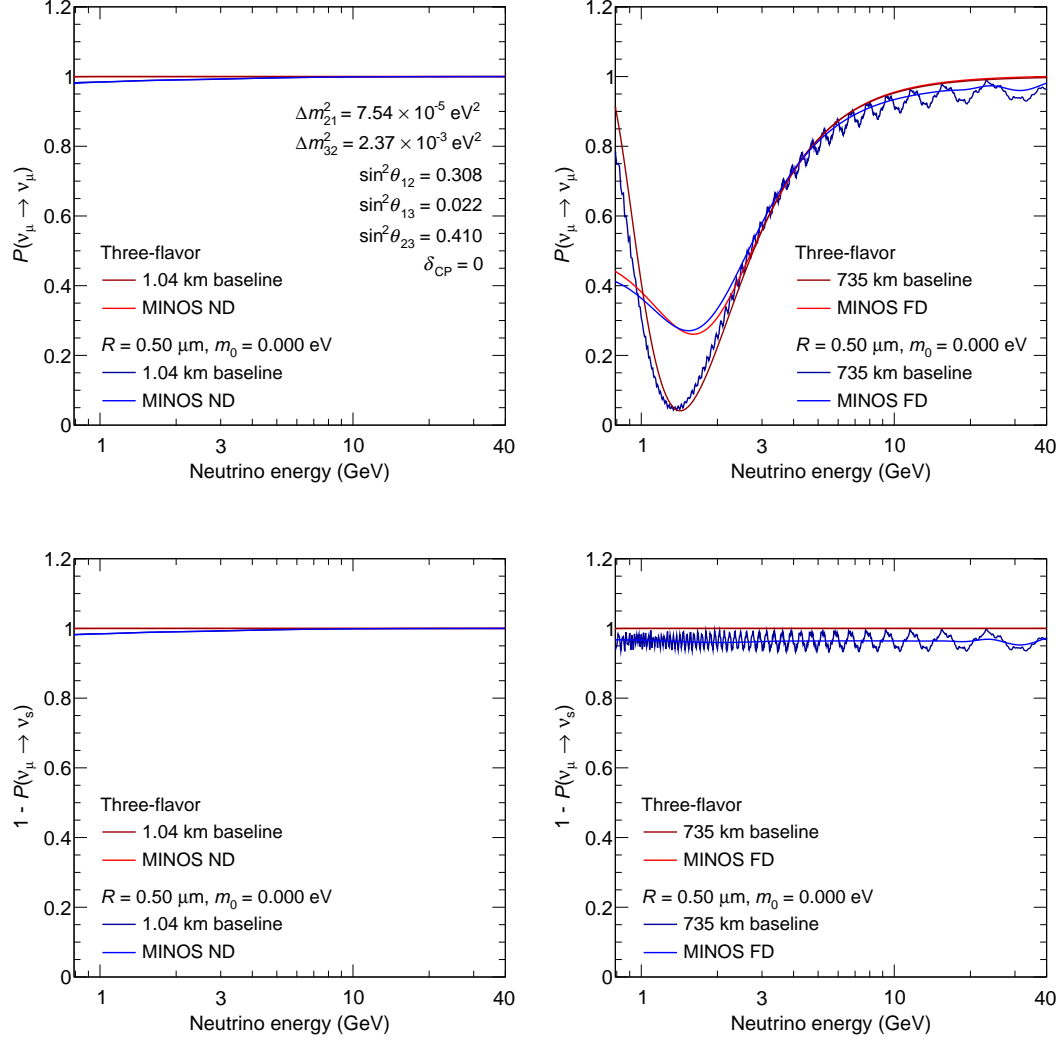 P(νμ → νμ)
1.2
1
0.8
0.6
0.4
0.2
0
Δm²₂₁ = 7.54 × 10⁻⁵ eV²
Δm²₃₂ = 2.37 × 10⁻³ eV²
sin²θ₁₂ = 0.308
sin²θ₁₃ = 0.022
sin²θ₂₃ = 0.410
δCP = 0
Three-flavor
1.04 km baseline
MINOS ND
R = 0.50 μm, m₀ = 0.000 eV
1.04 km baseline
MINOS ND
1 3 10 40
Neutrino energy (GeV)
P(νμ → νμ)
1.2
1
0.8
0.6
0.4
0.2
0
Three-flavor
735 km baseline
MINOS FD
R = 0.50 μm, m₀ = 0.000 eV
735 km baseline
MINOS FD
1 3 10 40
Neutrino energy (GeV)
1 - P(νμ → νs)
1.2
1
0.8
0.6
0.4
0.2
0
Three-flavor
1.04 km baseline
MINOS ND
R = 0.50 μm, m₀ = 0.000 eV
1.04 km baseline
MINOS ND
1 3 10 40
Neutrino energy (GeV)
1 - P(νμ → νs)
1.2
1
0.8
0.6
0.4
0.2
0
Three-flavor
735 km baseline
MINOS FD
R = 0.50 μm, m₀ = 0.000 eV
735 km baseline
MINOS FD
1 3 10 40
Neutrino energy (GeV)